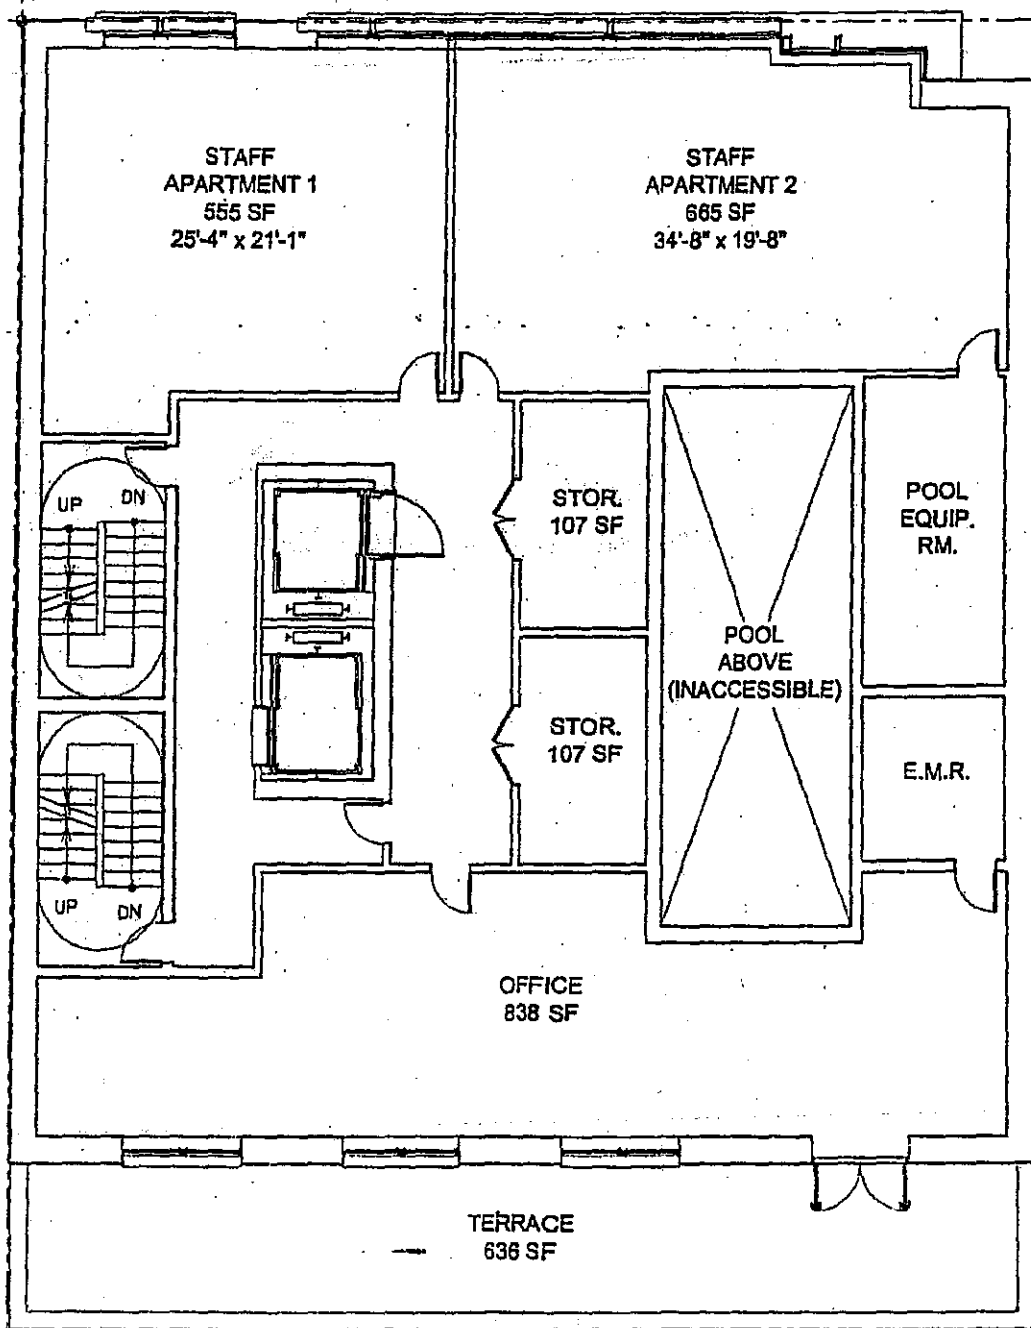 STAFF
APARTMENT 1
555 SF
25'-4" x 21'-1"
STAFF
APARTMENT 2
665 SF
34'-8" x 19'-8"
UP
DN
STOR.
107 SF
POOL
EQUIP.
RM.
POOL
ABOVE
(INACCESSIBLE)
STOR.
107 SF
E.M.R.
UP
DN
OFFICE
838 SF
TERRACE
636 SF